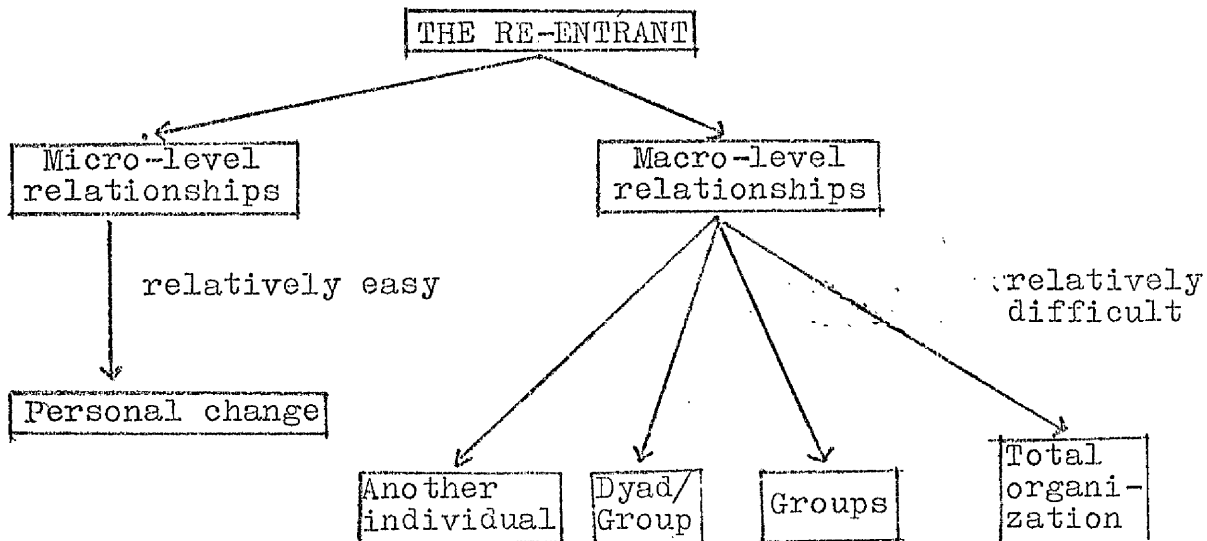 THE RE-ENTRANT
Micro-level
relationships
Macro-level
relationships
relatively easy
relatively
difficult
Personal change
Another
individual
Dyad/
Group
Groups
Total
organi-
zation